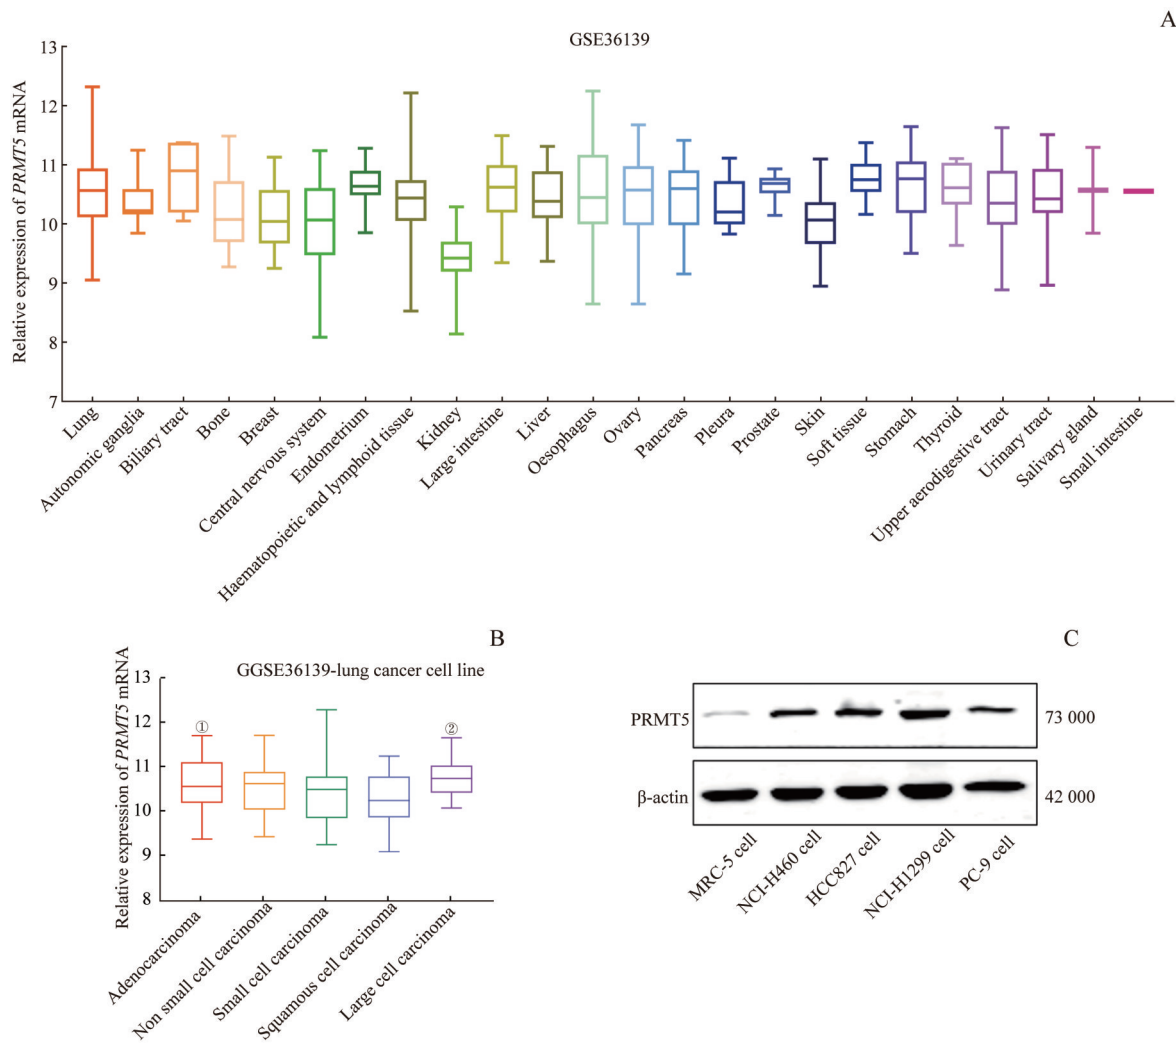 A
GSE36139
Relative expression of PRMT5 mRNA
13
12
11
10
9
8
7
Lung
Autonomic ganglia
Biliary tract
Bone
Breast
Central nervous system
Endometrium
Haematopoietic and lymphoid tissue
Kidney
Large intestine
Liver
Oesophagus
Ovary
Pancreas
Pleura
Prostate
Skin
Soft tissue
Stomach
Thyroid
Upper aerodigestive tract
Urinary tract
Salivary gland
Small intestine
B
GGSE36139-lung cancer cell line
Relative expression of PRMT5 mRNA
13
12
11
10
9
8
①
②
Adenocarcinoma
Non small cell carcinoma
Small cell carcinoma
Squamous cell carcinoma
Large cell carcinoma
C
PRMT5
73 000
β-actin
42 000
MRC-5 cell
NCI-H460 cell
HCC827 cell
NCI-H1299 cell
PC-9 cell